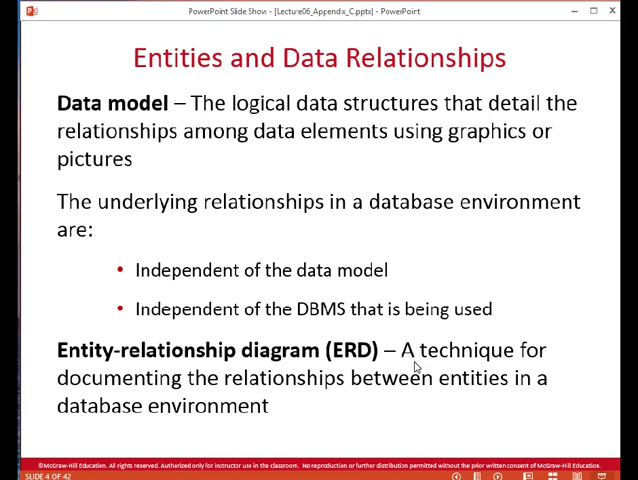 PowerPoint Slide Show - [Lecture06_Appendix_C.pptx] - PowerPoint
Entities and Data Relationships
Data model – The logical data structures that detail the
relationships among data elements using graphics or
pictures
The underlying relationships in a database environment
are:
• Independent of the data model
• Independent of the DBMS that is being used
Entity-relationship diagram (ERD) – A technique for
documenting the relationships between entities in a
database environment
©McGraw-Hill Education. All rights reserved. Authorized only for instructor use in the classroom. No reproduction or further distribution permitted without the prior written consent of McGraw-Hill Education.
SLIDE 4 OF 42